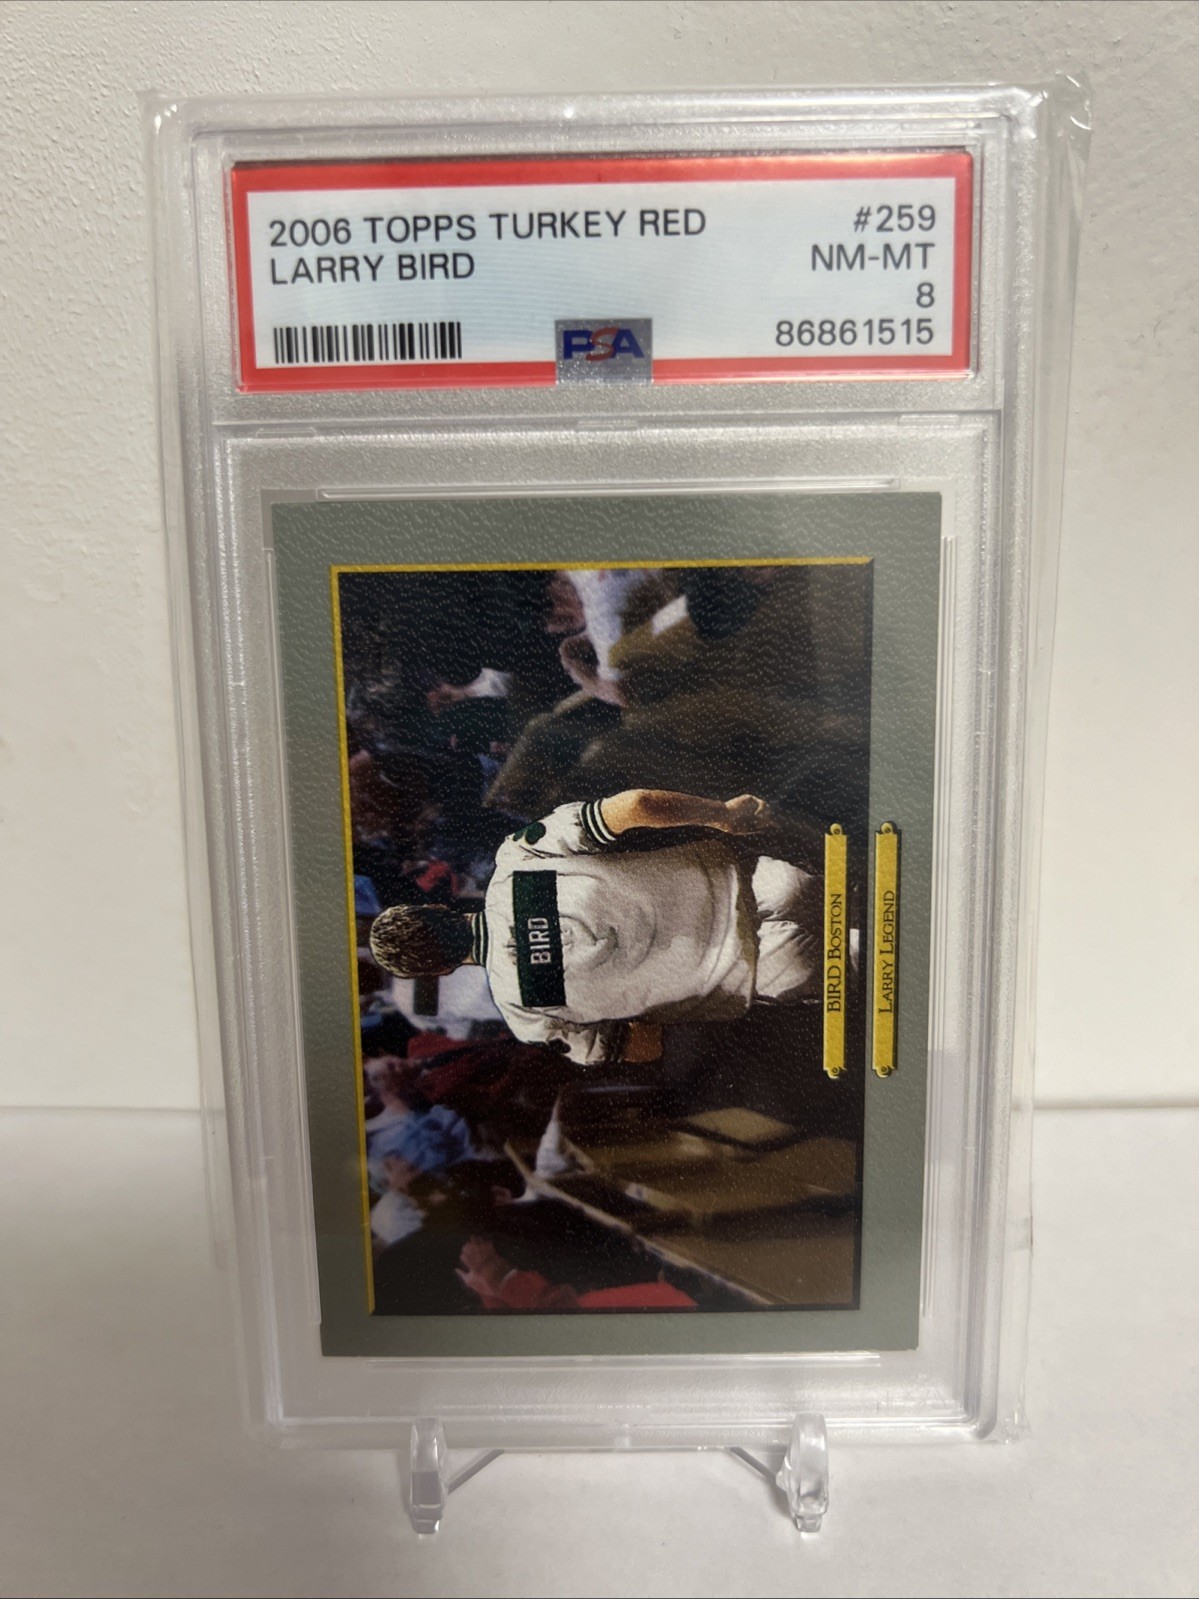 2006 TOPPS TURKEY RED #259
LARRY BIRD NM-MT
8
PSA 86861515
BIRD
BIRD BOSTON
LARRY LEGEND